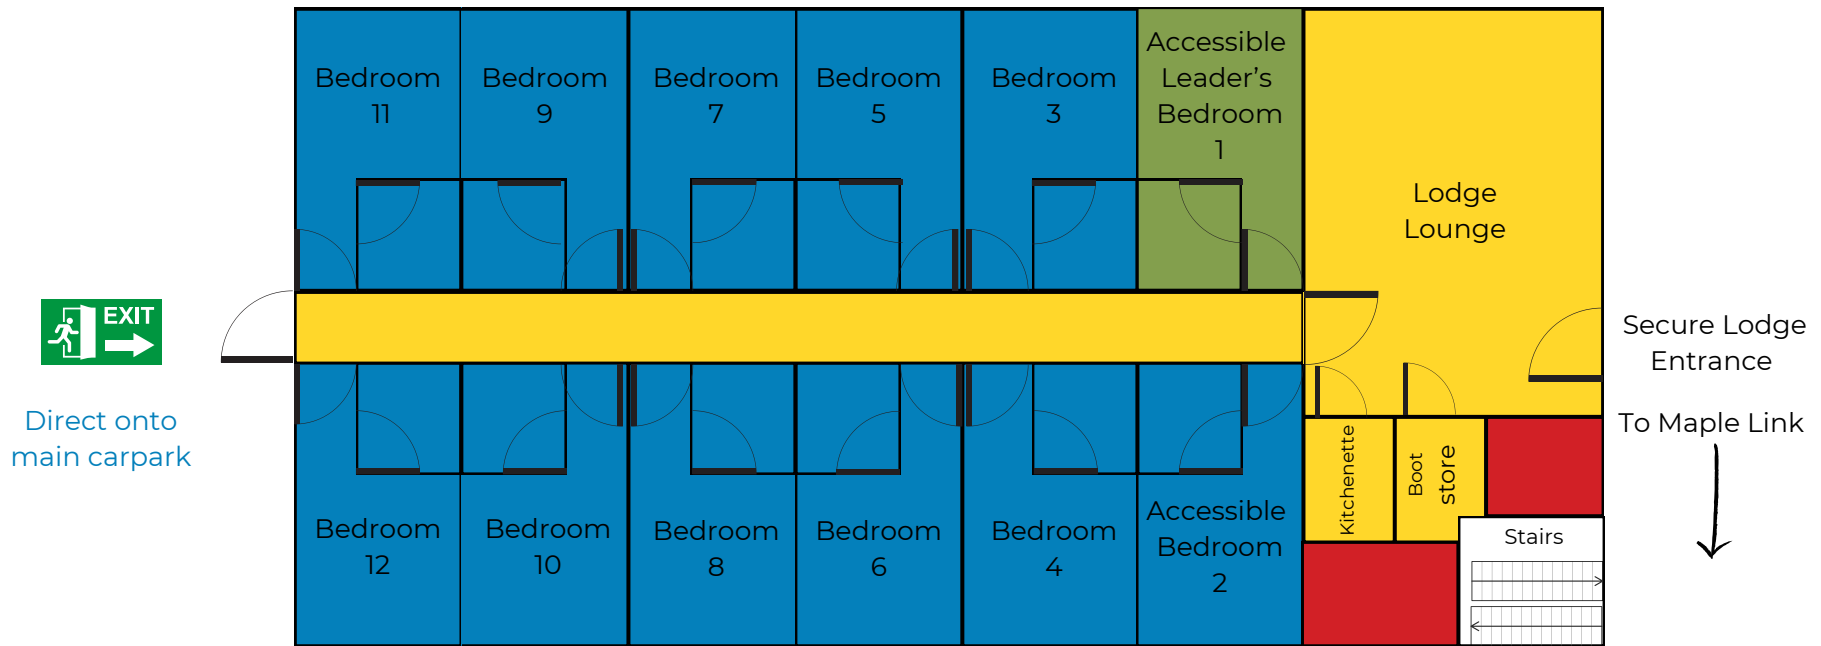 Bedroom
11
Bedroom
9
Bedroom
7
Bedroom
5
Bedroom
3
Accessible
Leader’s
Bedroom
1
Lodge
Lounge
EXIT
Direct onto
main carpark
Secure Lodge
Entrance
To Maple Link
Bedroom
12
Bedroom
10
Bedroom
8
Bedroom
6
Bedroom
4
Accessible
Bedroom
2
Kitchenette
Boot
store
Stairs